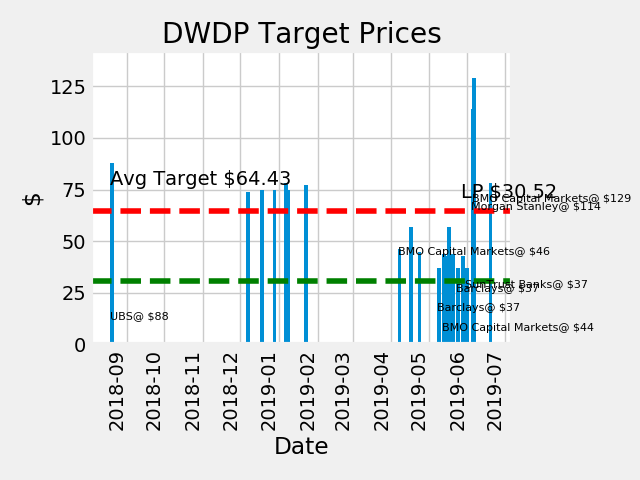 DWDP Target Prices
$
125
100
75
50
25
0
Avg Target $64.43
LP $30.52
BMO Capital Markets@ $129
Morgan Stanley@ $114
BMO Capital Markets@ $46
SunTrust Banks@ $37
Barclays@ $37
Barclays@ $37
UBS@ $88
BMO Capital Markets@ $44
2018-09
2018-10
2018-11
2018-12
2019-01
2019-02
2019-03
2019-04
2019-05
2019-06
2019-07
Date